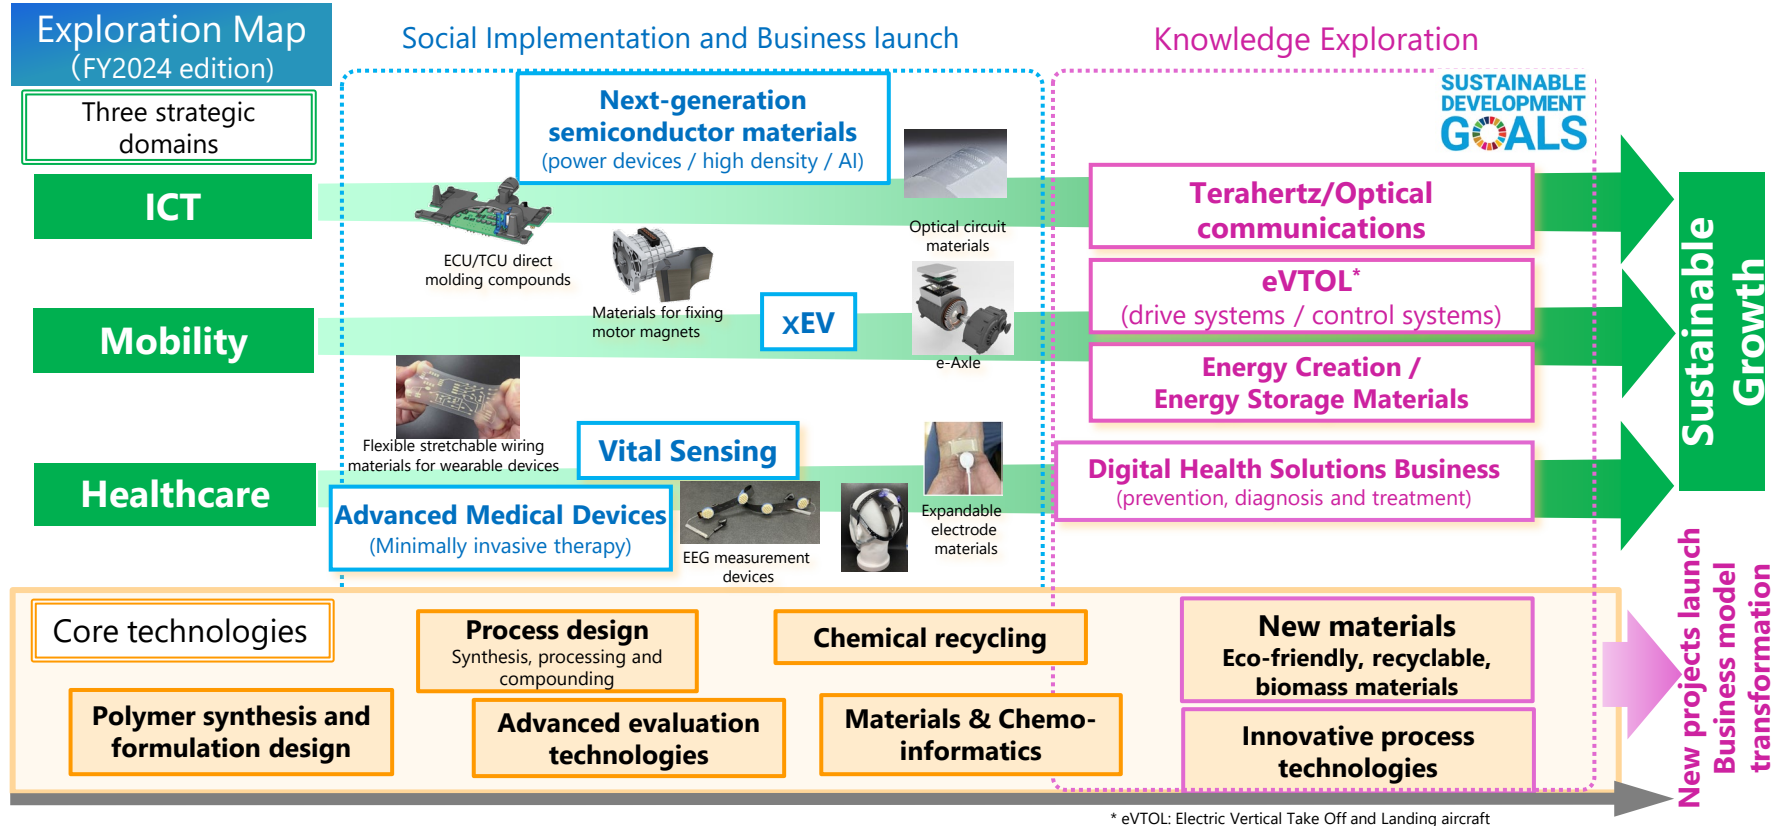 Exploration Map
(FY2024 edition)
Social Implementation and Business launch
Knowledge Exploration
Three strategic
domains
Next-generation
semiconductor materials
(power devices / high density / AI)
SUSTAINABLE
DEVELOPMENT
GOALS
ICT
ECU/TCU direct
molding compounds
Optical circuit
materials
Terahertz/Optical
communications
Mobility
Materials for fixing
motor magnets
xEV
e-Axle
eVTOL*
(drive systems / control systems)
Energy Creation /
Energy Storage Materials
Healthcare
Flexible stretchable wiring
materials for wearable devices
Vital Sensing
Advanced Medical Devices
(Minimally invasive therapy)
EEG measurement
devices
Expandable
electrode
materials
Digital Health Solutions Business
(prevention, diagnosis and treatment)
Sustainable
Growth
Core technologies
Process design
Synthesis, processing and
compounding
Chemical recycling
New materials
Eco-friendly, recyclable,
biomass materials
Polymer synthesis and
formulation design
Advanced evaluation
technologies
Materials & Chemo-
informatics
Innovative process
technologies
New projects launch
Business model
transformation
* eVTOL: Electric Vertical Take Off and Landing aircraft